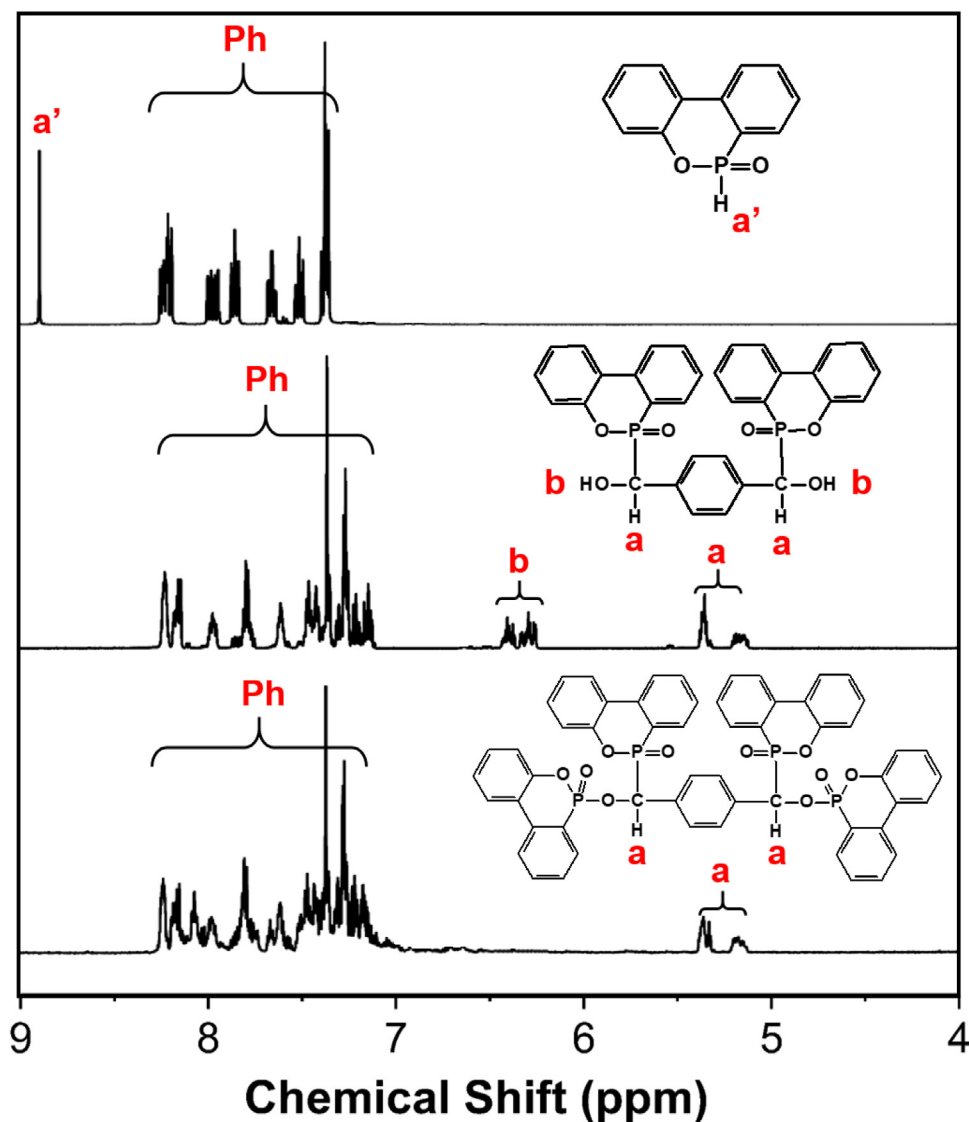 Ph
a’
O P O
H
a’
Ph
O P O
O P O
b HO C C OH b
H H
a a
b
a
Ph
O P O
O P O
O O
P O C C O P O
H H
a a
a
9 8 7 6 5 4
Chemical Shift (ppm)